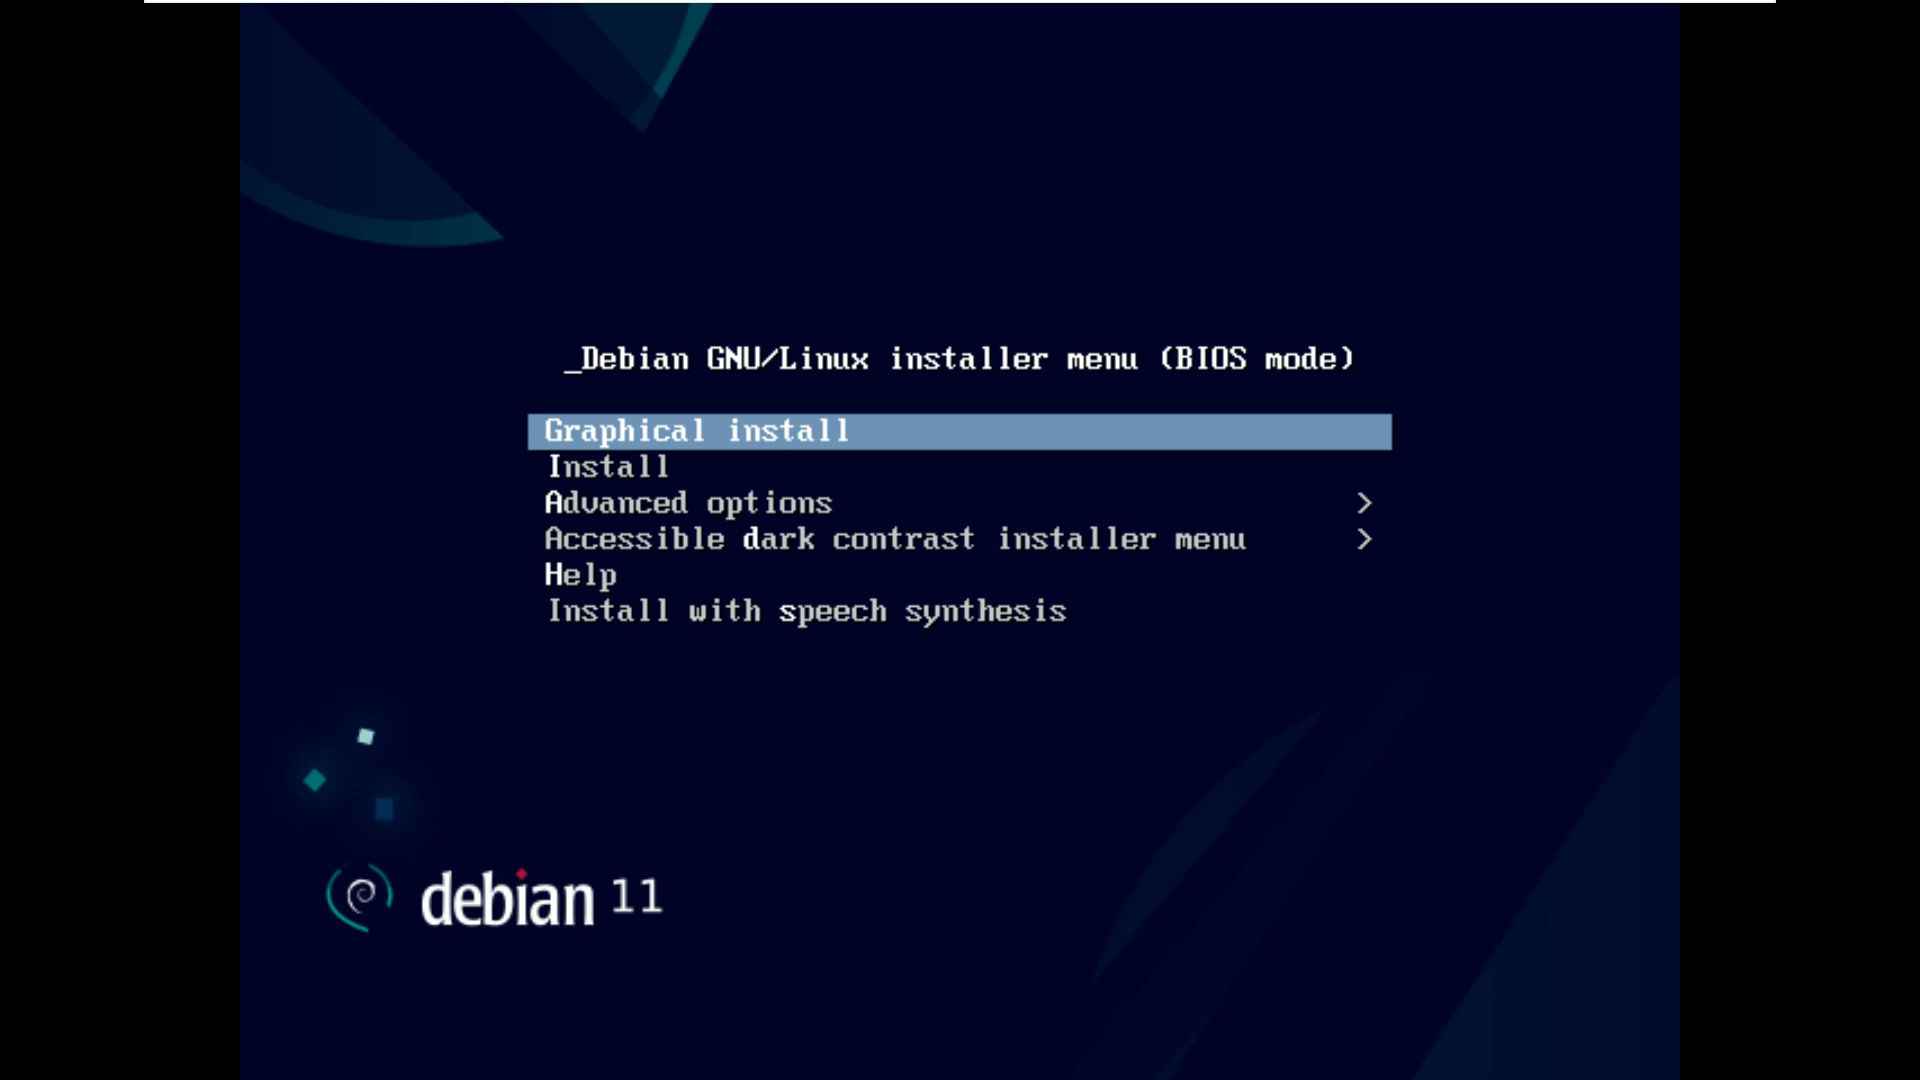 _Debian GNU/Linux installer menu (BIOS mode)
Graphical install
Install
Advanced options >
Accessible dark contrast installer menu >
Help
Install with speech synthesis
debian 11